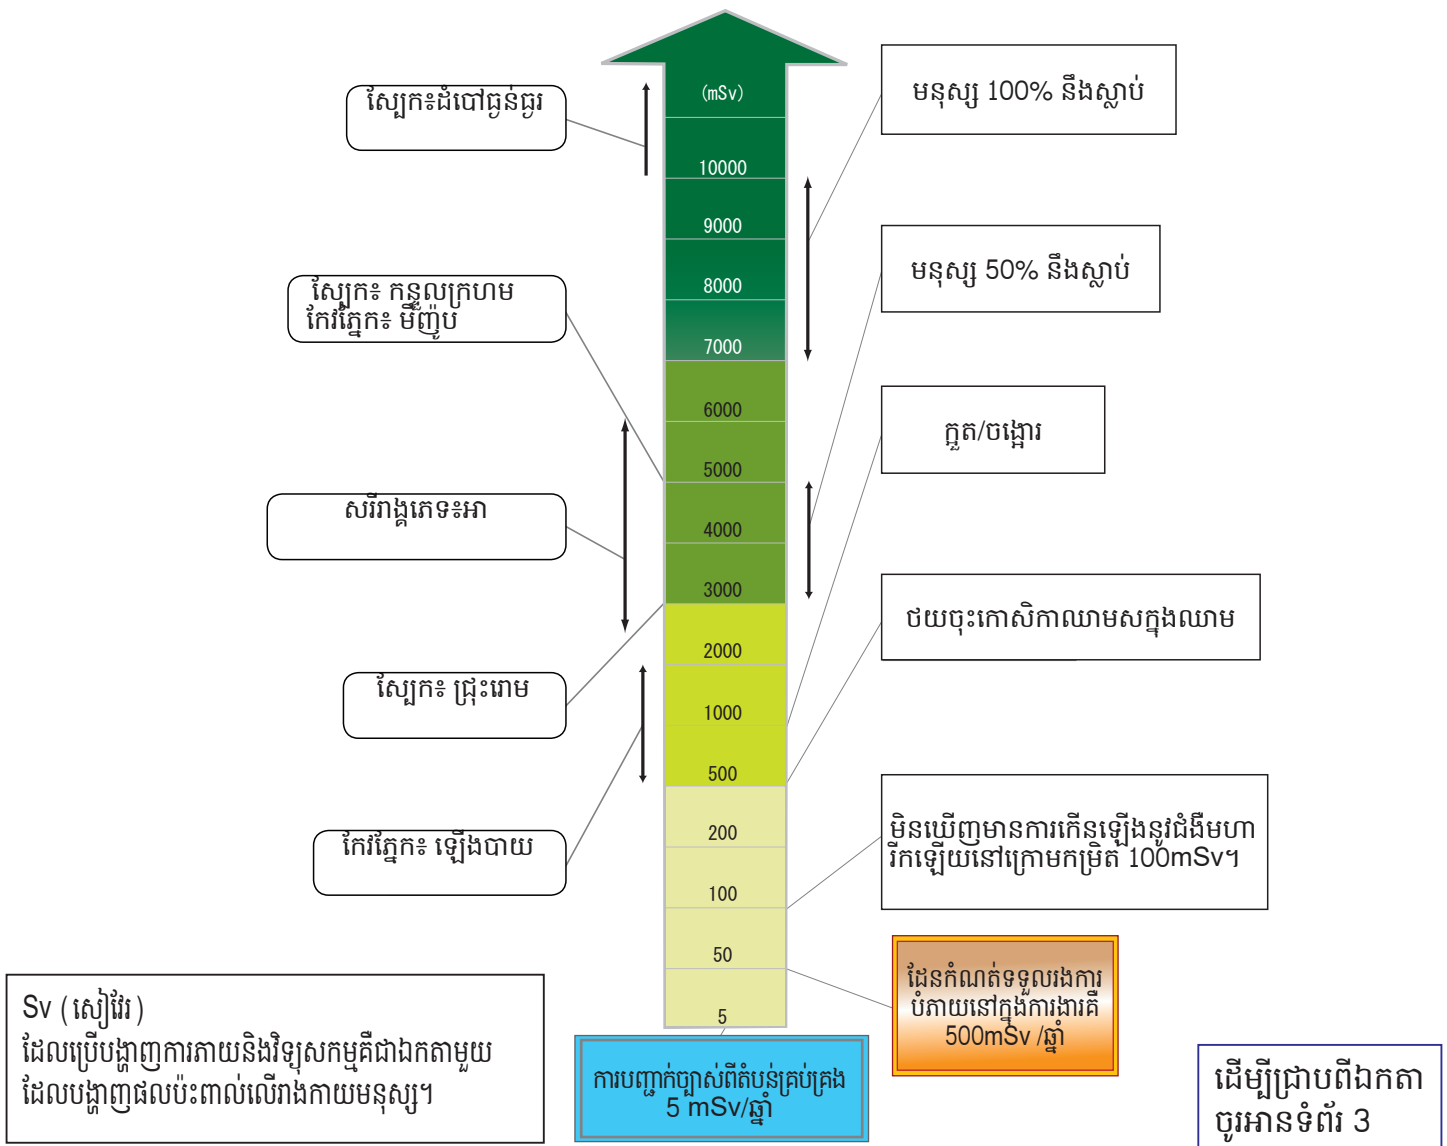 (mSv)
10000
9000
8000
7000
6000
5000
4000
3000
2000
1000
500
200
100
50
5
ស្បែក៖ដំបៅធ្ងន់ធ្ងរ
ស្បែក៖ កន្ទួលក្រហម
កែវភ្នែក៖ មីញ៉ូប
សរីរាង្គភេទ៖អា
ស្បែក៖ ជ្រុះរោម
កែវភ្នែក៖ ឡើងបាយ
មនុស្ស 100% នឹងស្លាប់
មនុស្ស 50% នឹងស្លាប់
ក្អួត/ចង្អោរ
ថយចុះកោសិកាឈាមសក្នុងឈាម
មិនឃើញមានការកើនឡើងនូវជំងឺមហា
រីកឡើយនៅក្រោមកម្រិត 100mSv។
ដែនកំណត់ទទួលរងការ
បំភាយនៅក្នុងការងារគឺ
500mSv /ឆ្នាំ
ការបញ្ជាក់ច្បាស់ពីតំបន់គ្រប់គ្រង
5 mSv/ឆ្នាំ
Sv ( សៀវែរ )
ដែលប្រើបង្ហាញការភាយនិងវិទ្យុសកម្មគឺជាឯកតាមួយ
ដែលបង្ហាញផលប៉ះពាល់លើរាងកាយមនុស្ស។
ដើម្បីជ្រាបពីឯកតា
ចូរអានទំព័រ 3